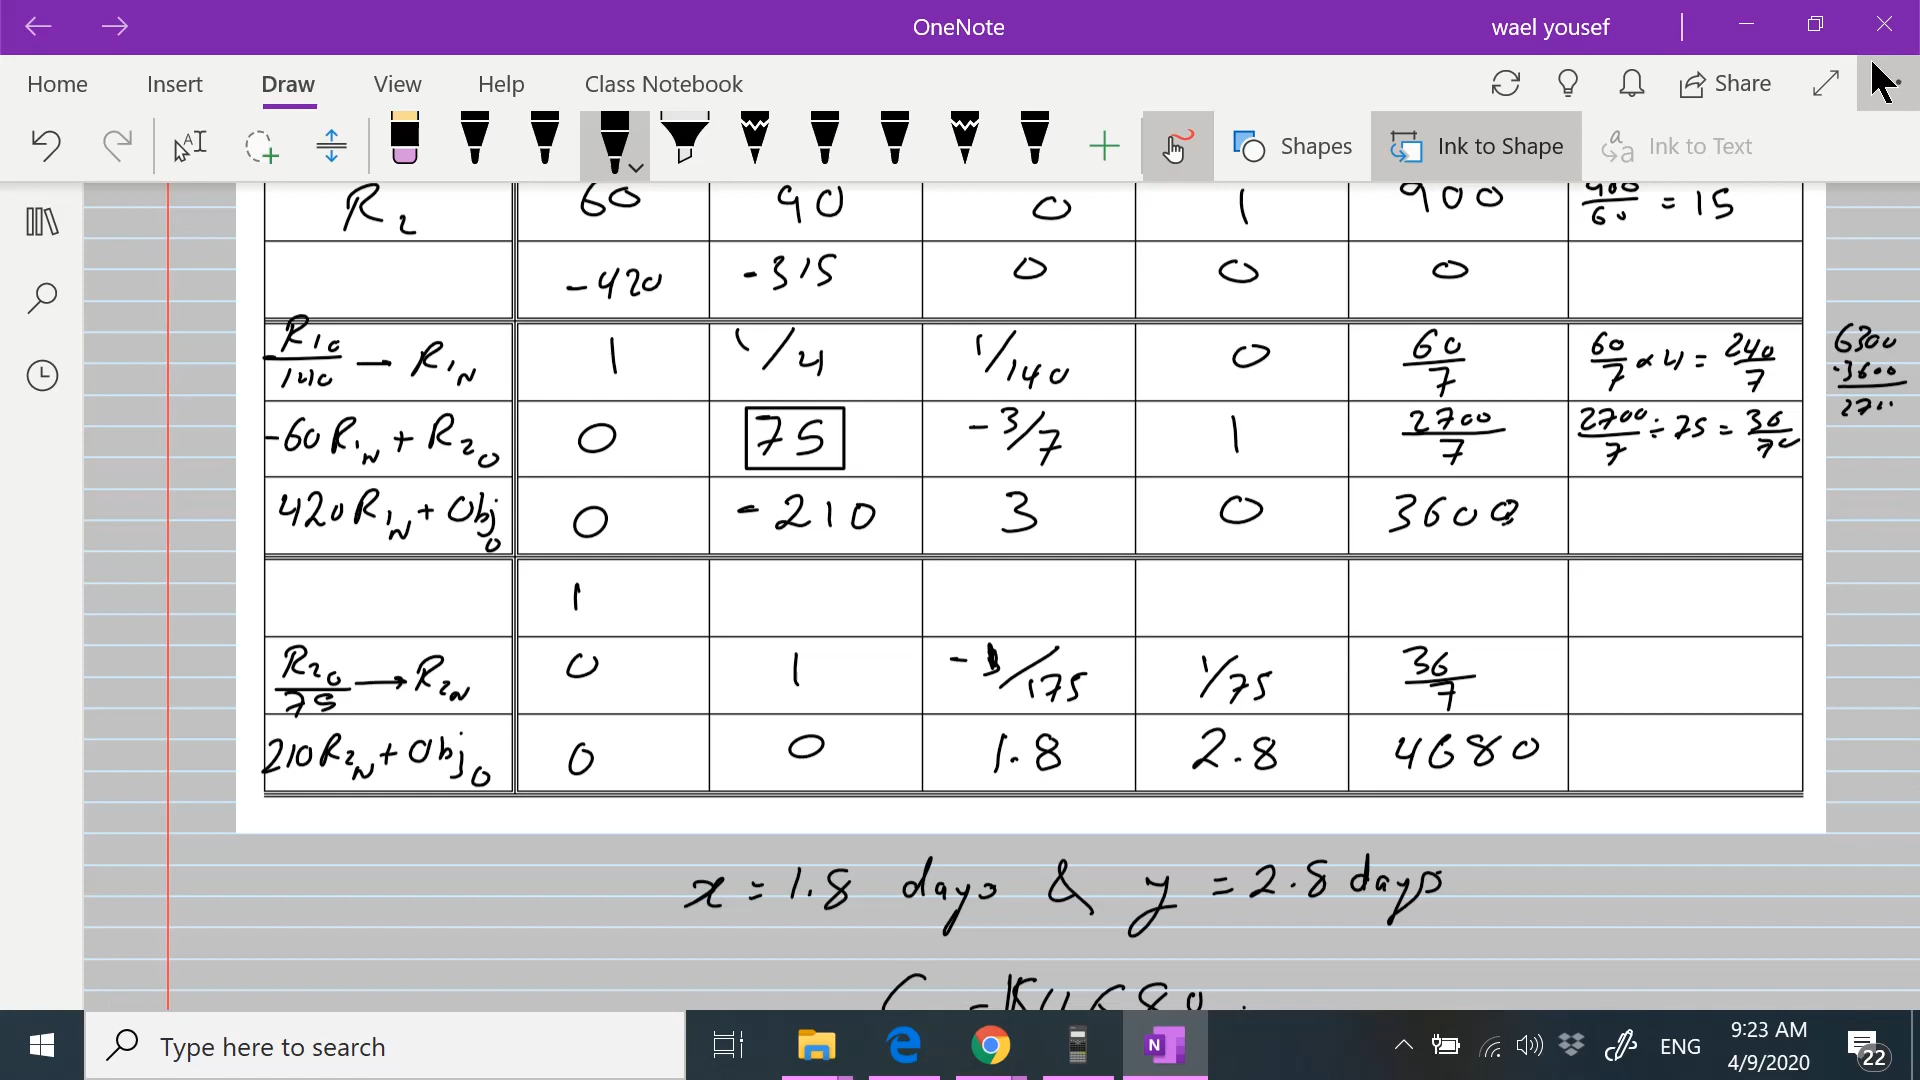 OneNote
wael yousef
Home Insert Draw View Help Class Notebook
Share
Shapes Ink to Shape Ink to Text
R2 60 90 0 1 900 900/60 = 15
-420 -315 0 0 0
R10/140 → R1N 1 1/4 1/140 0 60/7 60/7 × 4 = 240/7
6300
-3600
27..
-60R1N + R2O 0 75 -3/7 1 2700/7 2700/7 ÷ 75 = 36/7
420R1N + ObjO 0 -210 3 0 3600
1
R2O/75 → R2N 0 1 -1/175 1/75 36/7
210R2N + ObjO 0 0 1.8 2.8 4680
x = 1.8 days & y = 2.8 days
Type here to search
N
ENG
9:23 AM
4/9/2020
22